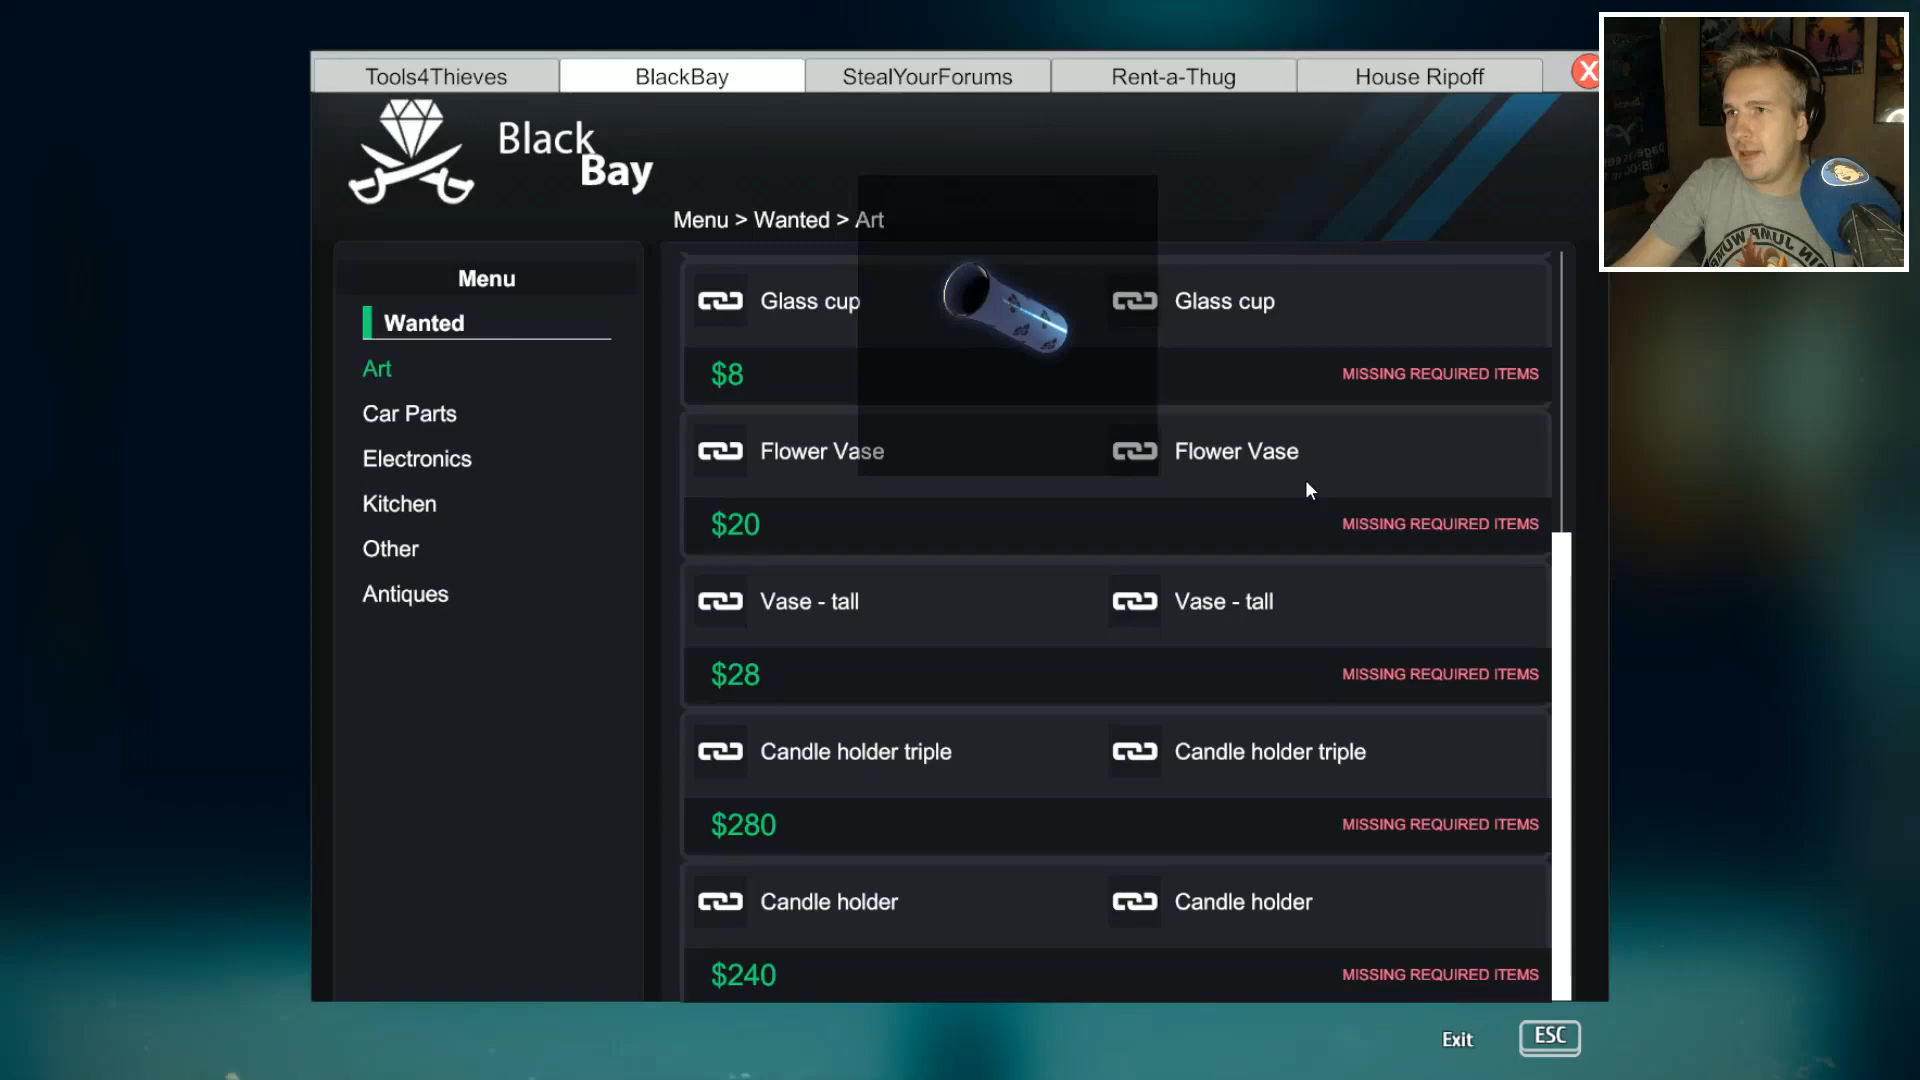 Tools4Thieves
BlackBay
StealYourForums
Rent-a-Thug
House Ripoff
X
Black
Bay
Menu > Wanted > Art
Menu
Wanted
Art
Car Parts
Electronics
Kitchen
Other
Antiques
Glass cup
Glass cup
$8
MISSING REQUIRED ITEMS
Flower Vase
Flower Vase
$20
MISSING REQUIRED ITEMS
Vase - tall
Vase - tall
$28
MISSING REQUIRED ITEMS
Candle holder triple
Candle holder triple
$280
MISSING REQUIRED ITEMS
Candle holder
Candle holder
$240
MISSING REQUIRED ITEMS
Exit
ESC